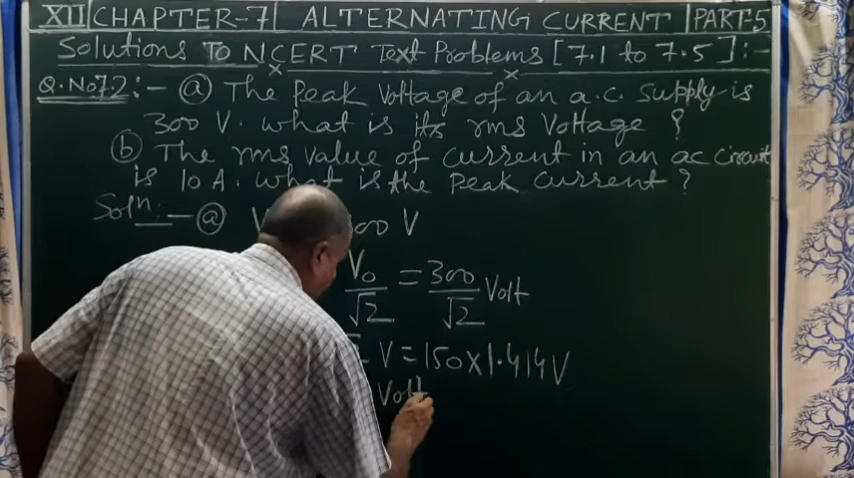 XII CHAPTER-7 ALTERNATING CURRENT PART-5
Solutions To NCERT Text Problems [7.1 to 7.5]:-
Q.No7.2:- (a) The Peak Voltage of an a.c. supply is
300 V. what is its rms Voltage ?
(b) The rms value of current in an ac circuit
is 10 A. what is the Peak current ?
Soln:- (a) V 00 V
V₀/√2 = 300/√2 Volt
V = 150 X 1.414 V
Volt